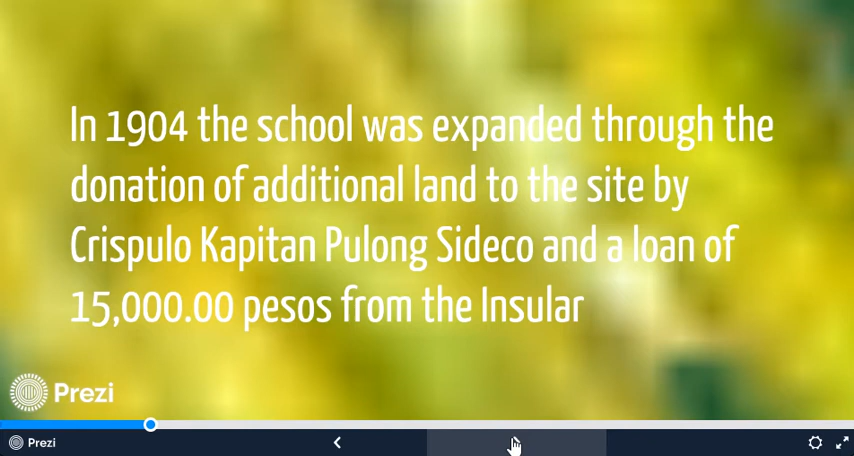 In 1904 the school was expanded through the
donation of additional land to the site by
Crispulo Kapitan Pulong Sideco and a loan of
15,000.00 pesos from the Insular
Prezi
Prezi